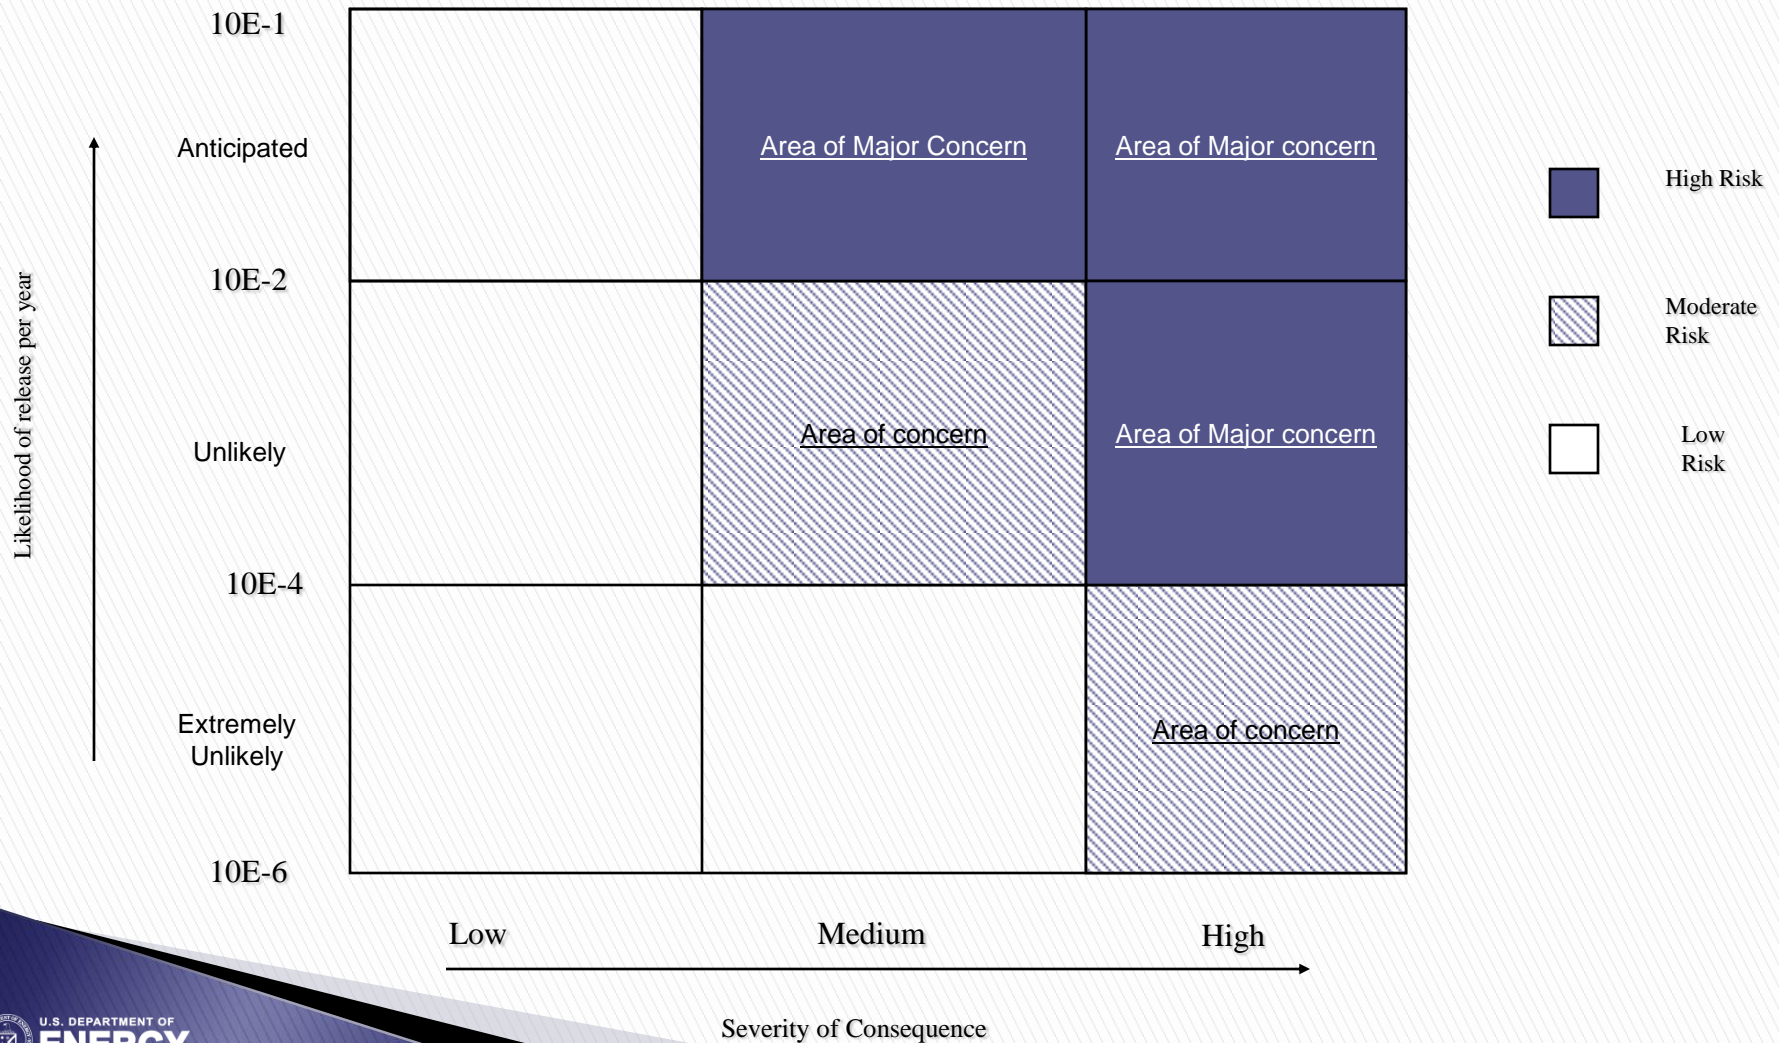 10E-1
Anticipated
Area of Major Concern
Area of Major concern
High Risk
10E-2
Likelihood of release per year
Moderate
Risk
Unlikely
Area of concern
Area of Major concern
Low
Risk
10E-4
Extremely
Unlikely
Area of concern
10E-6
Low
Medium
High
Severity of Consequence
U.S. DEPARTMENT OF
ENERGY